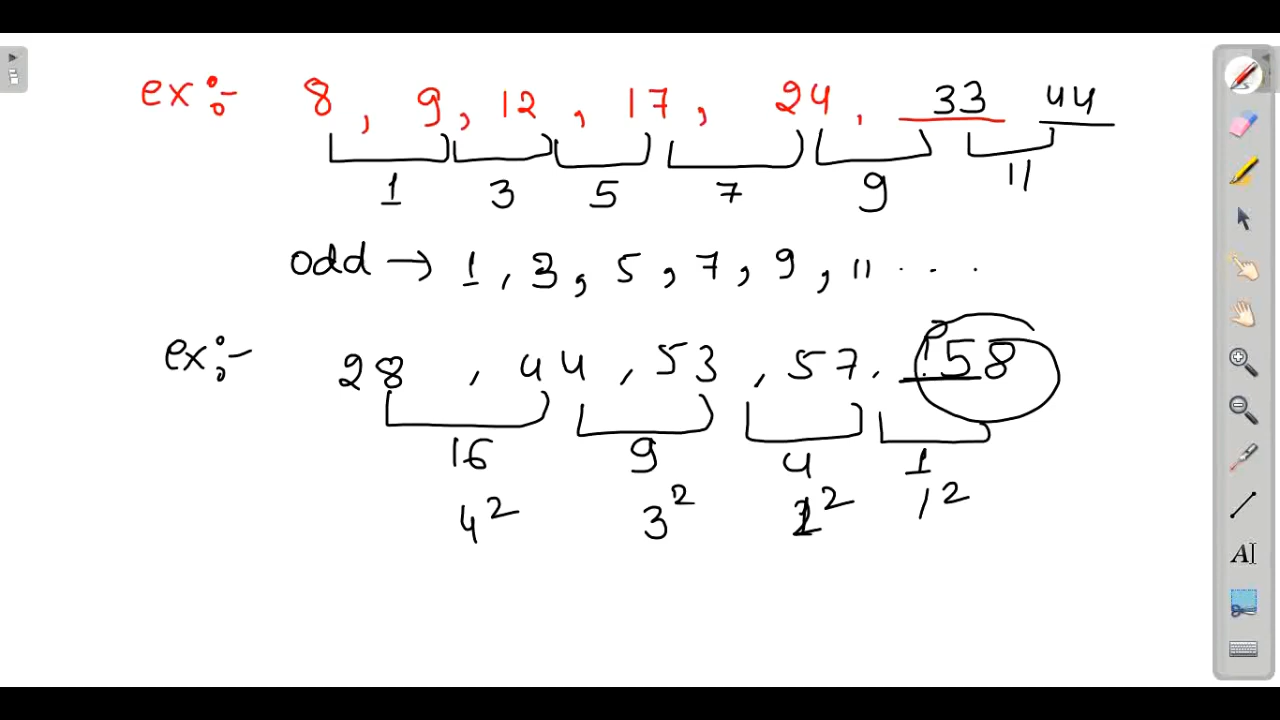 ex:- 8, 9, 12, 17, 24, 33 44
1 3 5 7 9 11
odd → 1, 3, 5, 7, 9, 11 ....
ex:- 28, 44, 53, 57, 58
16 9 4 1
4² 3² 2² 1²
AI